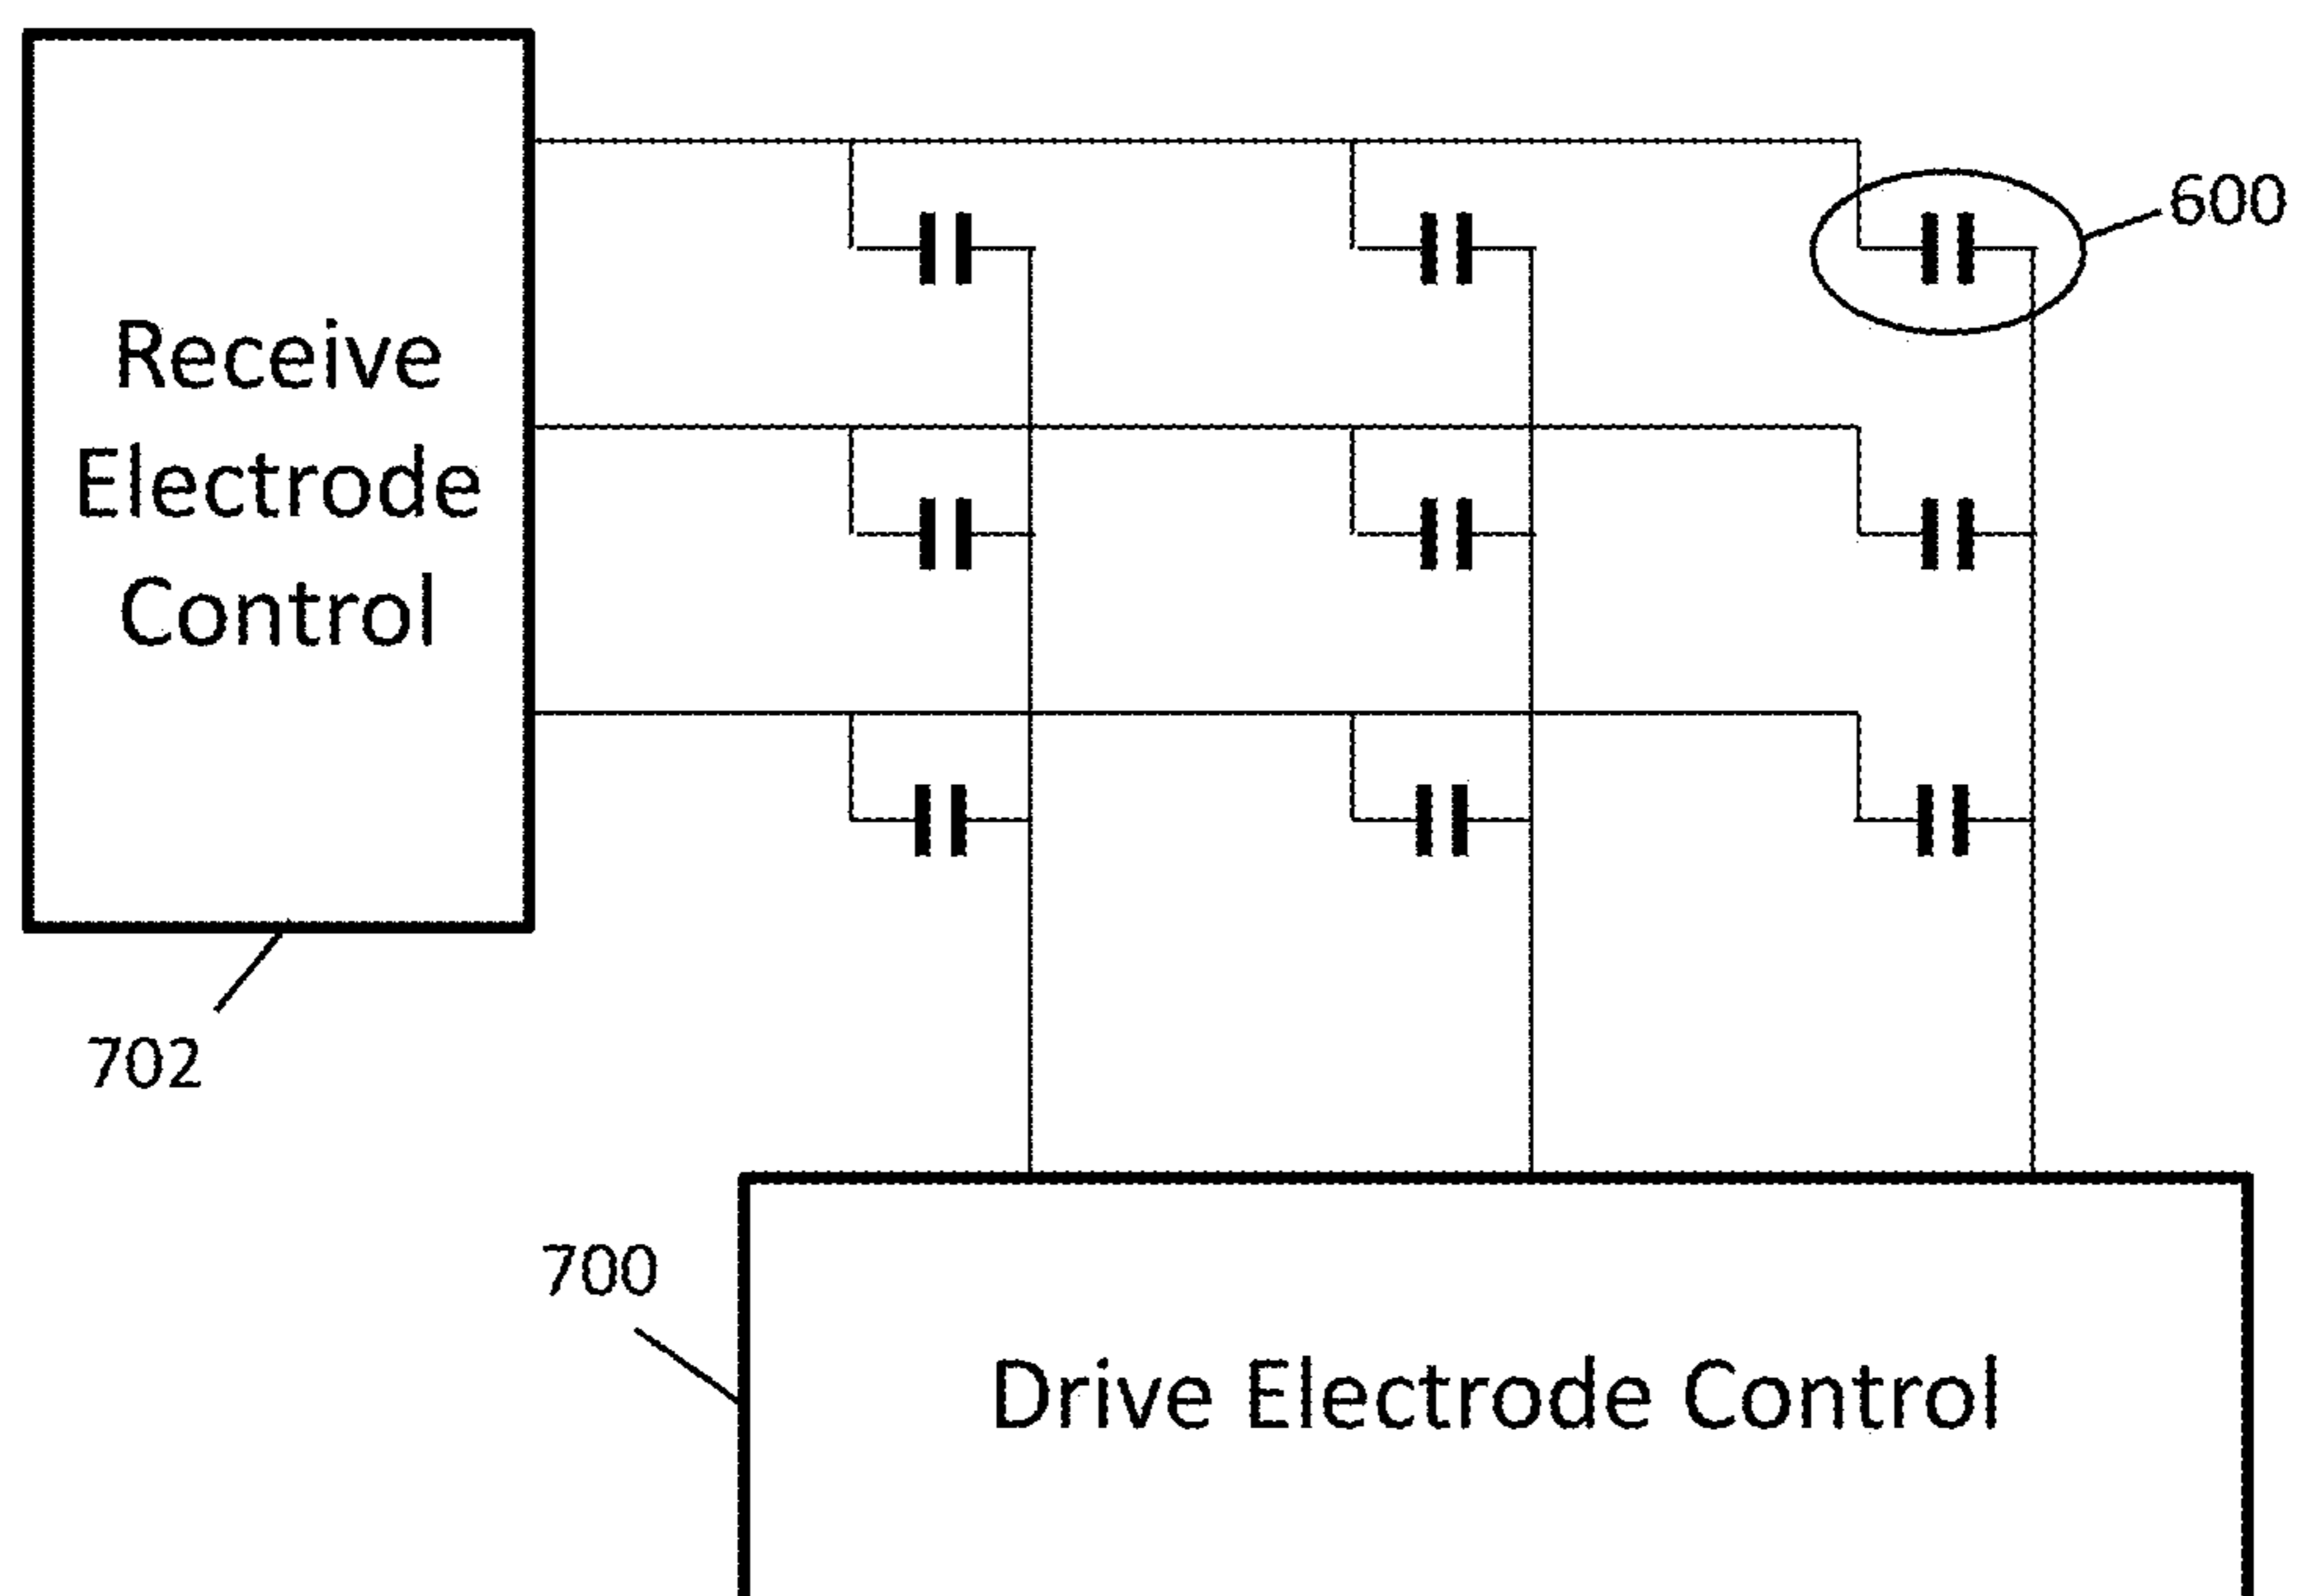 600
Receive
Electrode
Control
702
700
Drive Electrode Control